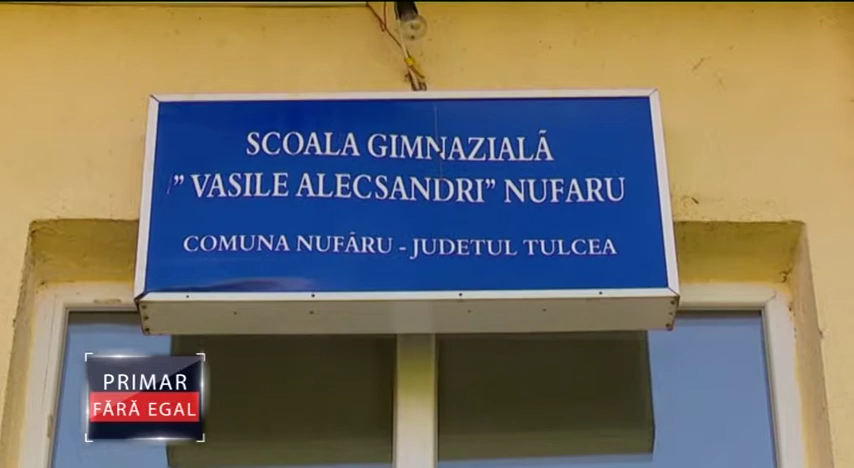 SCOALA GIMNAZIALĂ
" VASILE ALECSANDRI" NUFARU
COMUNA NUFĂRU - JUDETUL TULCEA
PRIMAR
FĂRĂ EGAL